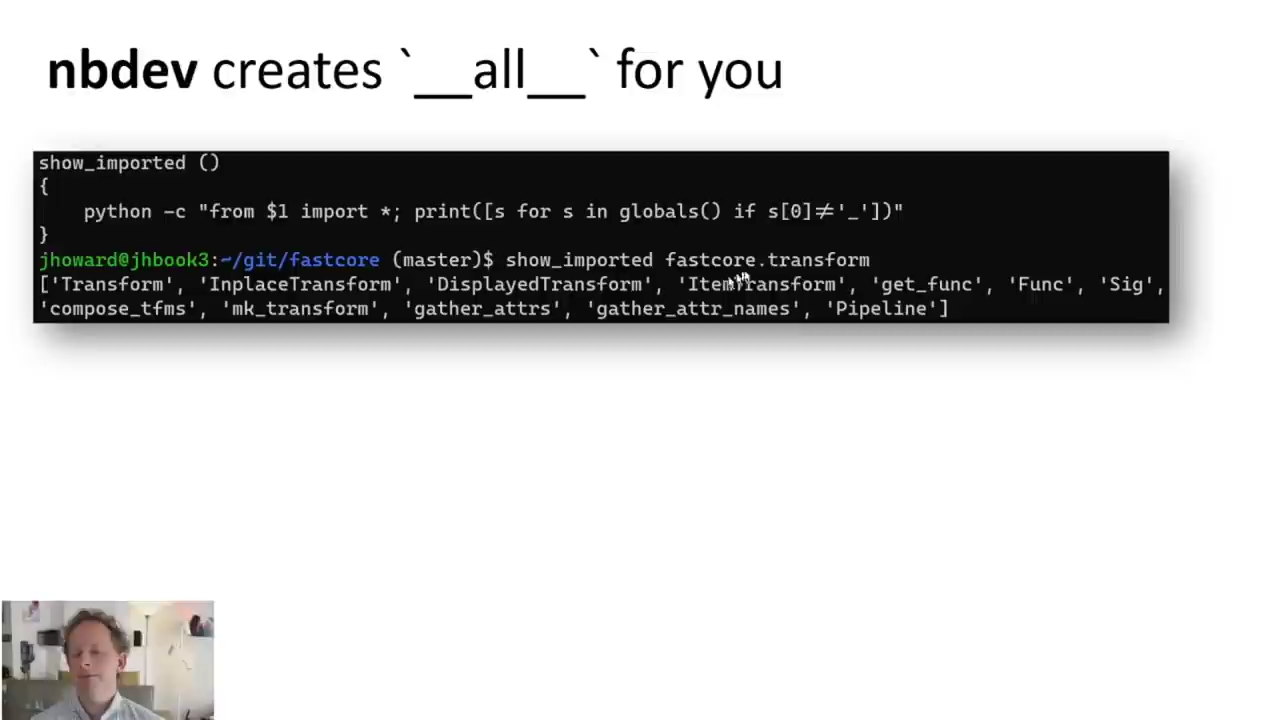 nbdev creates `__all__` for you
show_imported ()
{
    python -c "from $1 import *; print([s for s in globals() if s[0]≠'_'])"
}
jhoward@jhbook3:~/git/fastcore (master)$ show_imported fastcore.transform
['Transform', 'InplaceTransform', 'DisplayedTransform', 'ItemTransform', 'get_func', 'Func', 'Sig',
'compose_tfms', 'mk_transform', 'gather_attrs', 'gather_attr_names', 'Pipeline']